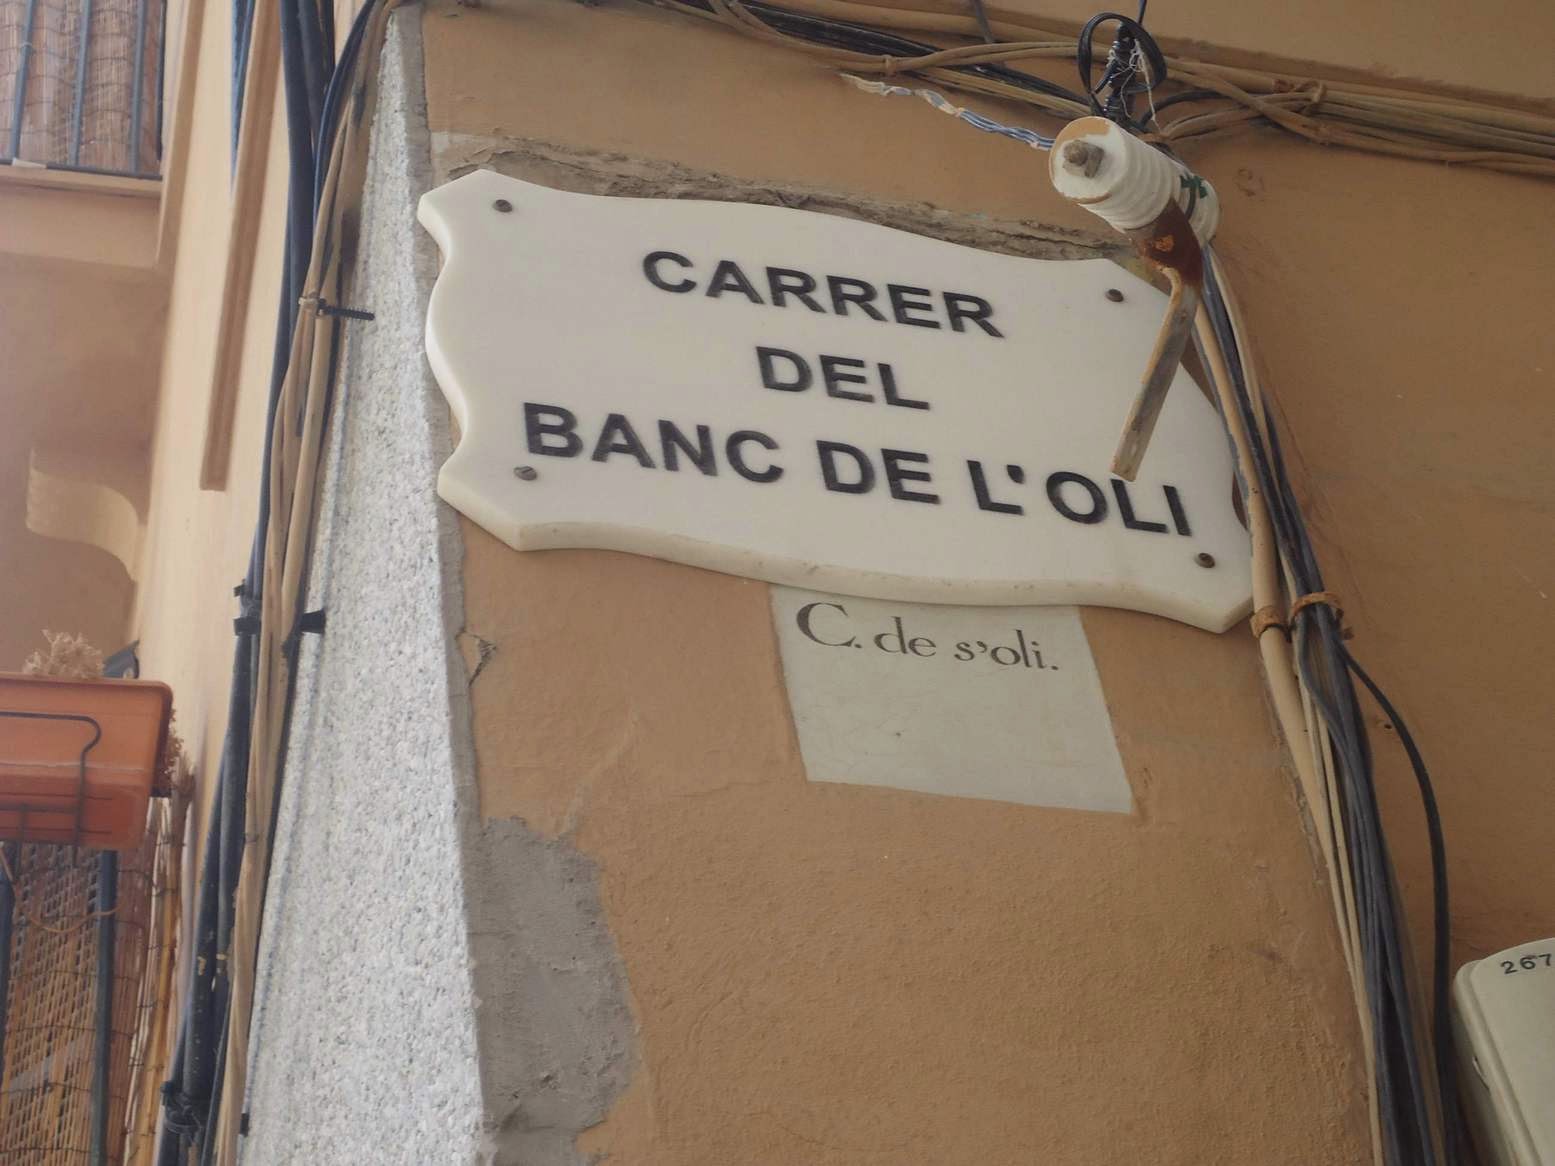 CARRER
DEL
BANC DE L'OLI
C. de s'oli.
267